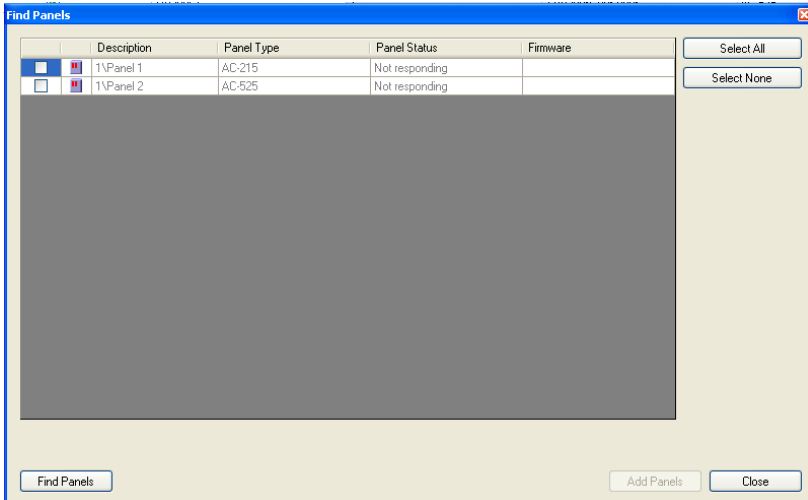 Find Panels
Description Panel Type Panel Status Firmware
1\Panel 1 AC-215 Not responding
1\Panel 2 AC-525 Not responding
Select All
Select None
Find Panels
Add Panels
Close